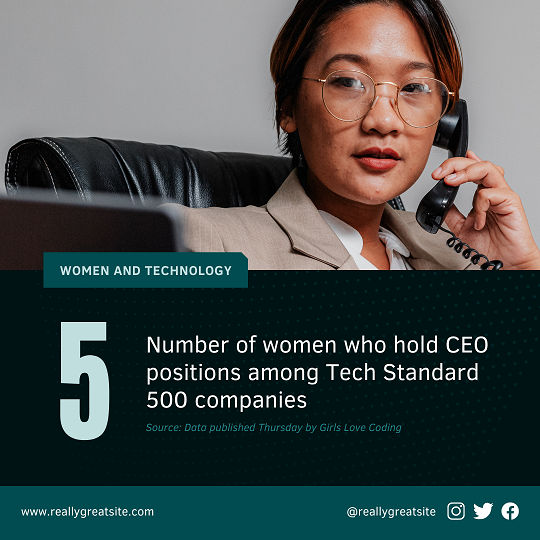 WOMEN AND TECHNOLOGY
5
Number of women who hold CEO
positions among Tech Standard
500 companies
Source: Data published Thursday by Girls Love Coding
www.reallygreatsite.com
@reallygreatsite